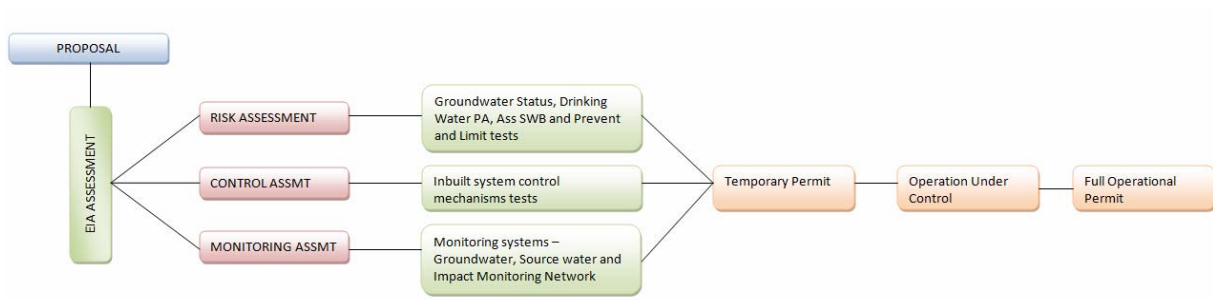 PROPOSAL
EIA ASSESSMENT
RISK ASSESSMENT
Groundwater Status, Drinking
Water PA, Ass SWB and Prevent
and Limit tests
CONTROL ASSMT
Inbuilt system control
mechanisms tests
MONITORING ASSMT
Monitoring systems –
Groundwater, Source water and
Impact Monitoring Network
Temporary Permit
Operation Under
Control
Full Operational
Permit